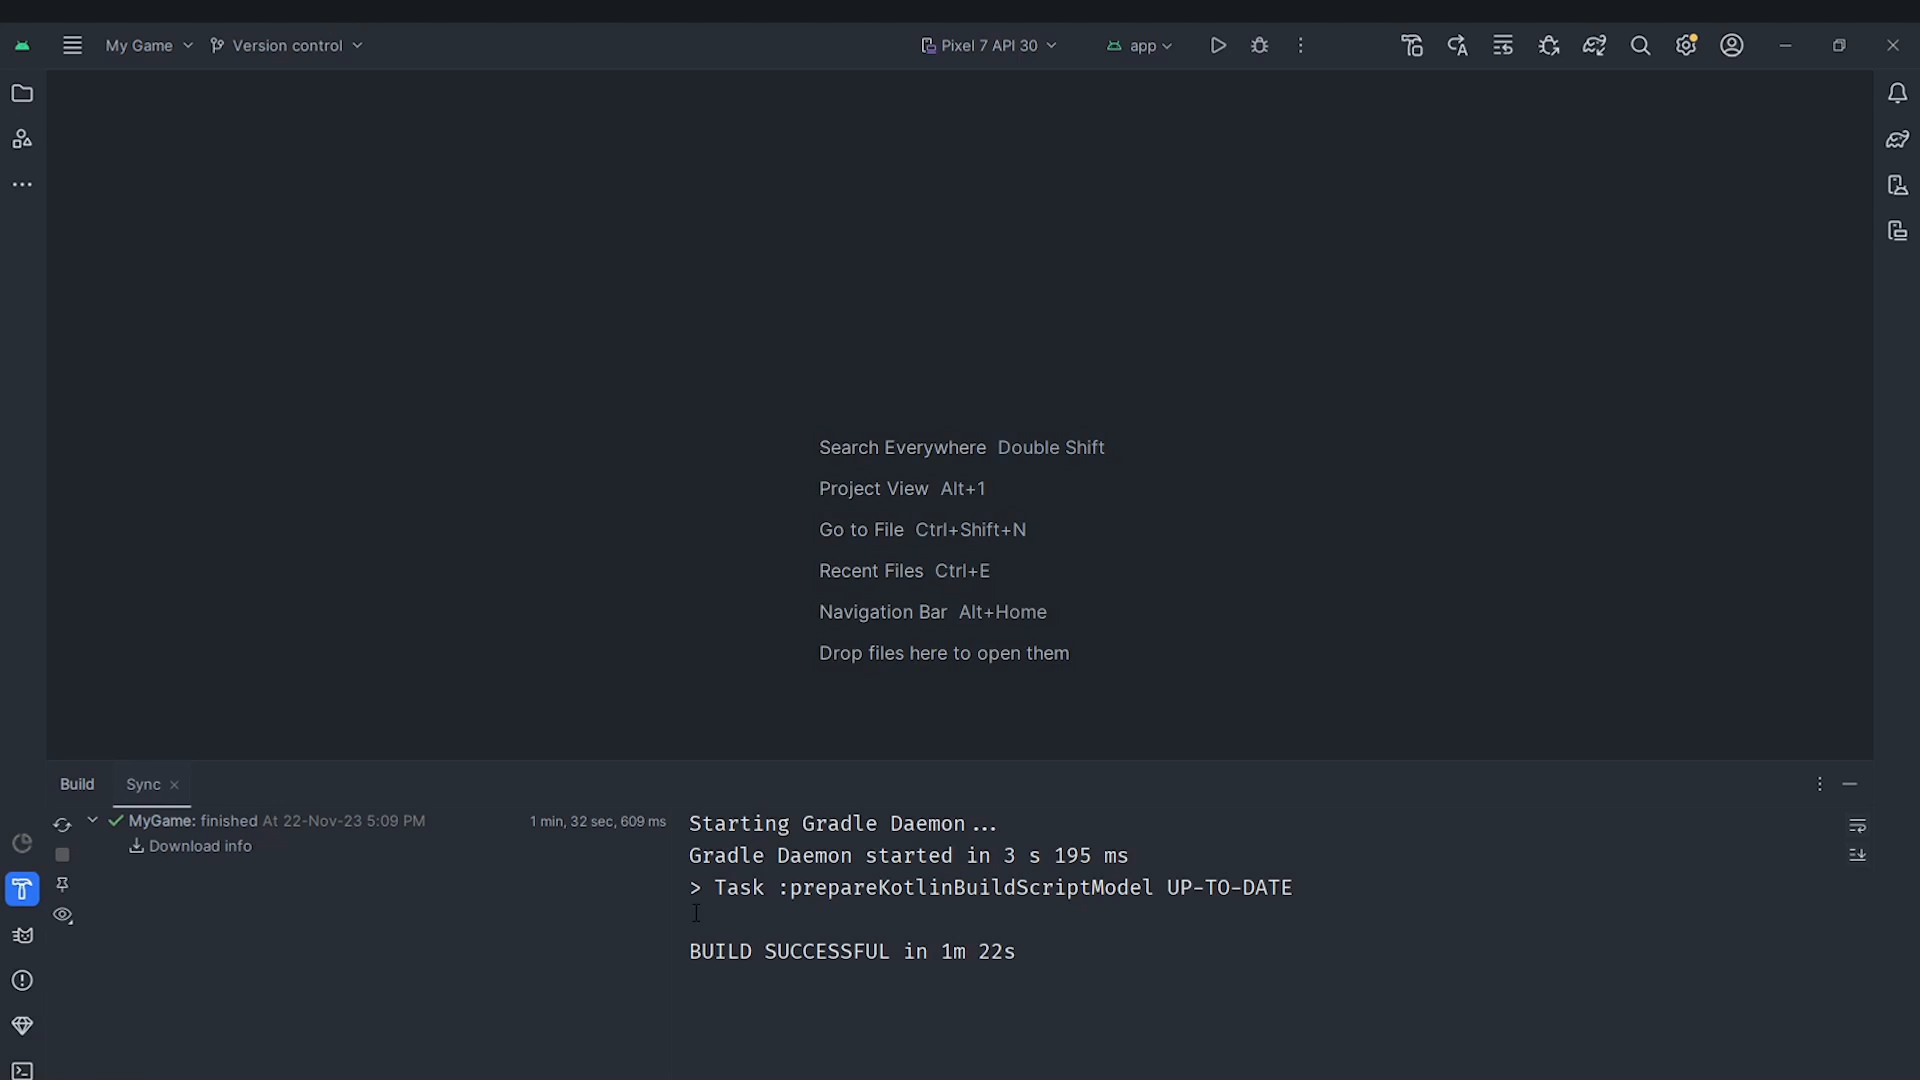 My Game
Version control
Pixel 7 API 30
app
Search Everywhere Double Shift
Project View Alt+1
Go to File Ctrl+Shift+N
Recent Files Ctrl+E
Navigation Bar Alt+Home
Drop files here to open them
Build
Sync
MyGame: finished At 22-Nov-23 5:09 PM
1 min, 32 sec, 609 ms
Download info
Starting Gradle Daemon...
Gradle Daemon started in 3 s 195 ms
> Task :prepareKotlinBuildScriptModel UP-TO-DATE
BUILD SUCCESSFUL in 1m 22s